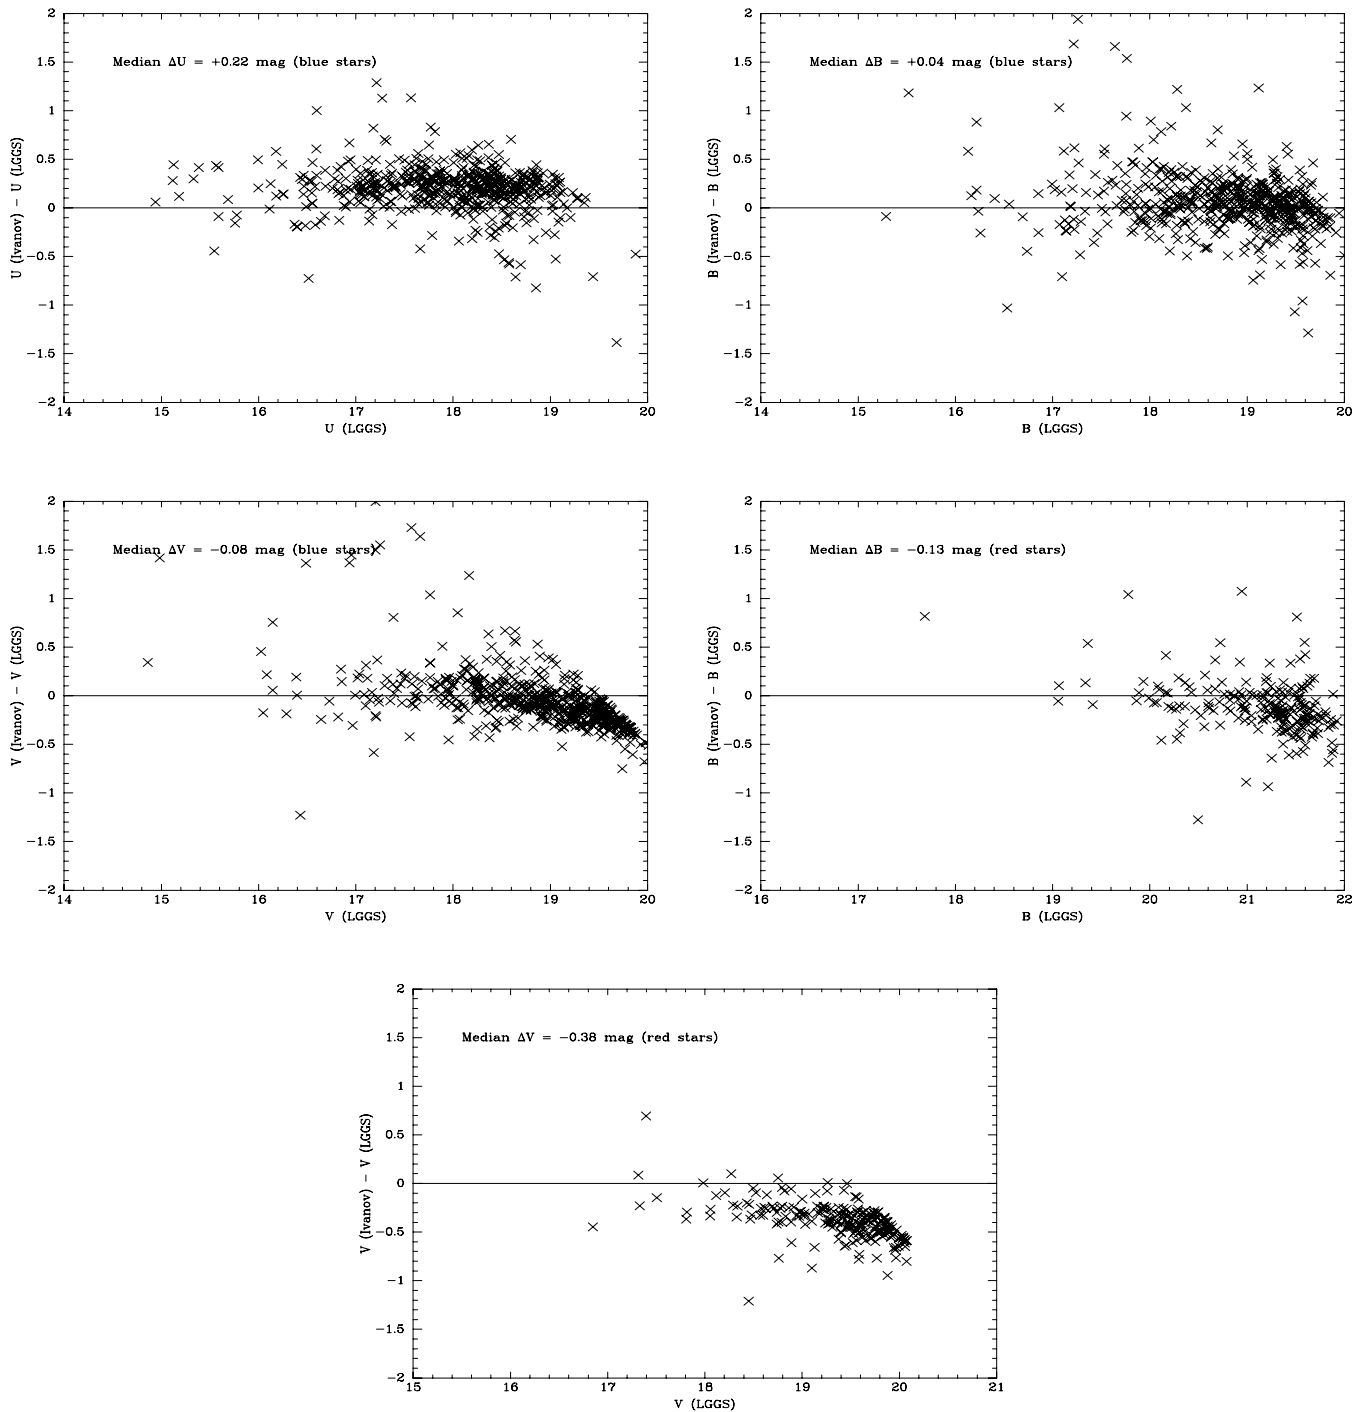 2
1.5
1
0.5
0
−0.5
−1
−1.5
−2
U (Ivanov) − U (LGGS)
Median ΔU = +0.22 mag (blue stars)
14 15 16 17 18 19 20
U (LGGS)
2
1.5
1
0.5
0
−0.5
−1
−1.5
−2
B (Ivanov) − B (LGGS)
Median ΔB = +0.04 mag (blue stars)
14 15 16 17 18 19 20
B (LGGS)
2
1.5
1
0.5
0
−0.5
−1
−1.5
−2
V (Ivanov) − V (LGGS)
Median ΔV = −0.08 mag (blue stars)
14 15 16 17 18 19 20
V (LGGS)
2
1.5
1
0.5
0
−0.5
−1
−1.5
−2
B (Ivanov) − B (LGGS)
Median ΔB = −0.13 mag (red stars)
16 17 18 19 20 21 22
B (LGGS)
2
1.5
1
0.5
0
−0.5
−1
−1.5
−2
V (Ivanov) − V (LGGS)
Median ΔV = −0.38 mag (red stars)
15 16 17 18 19 20 21
V (LGGS)